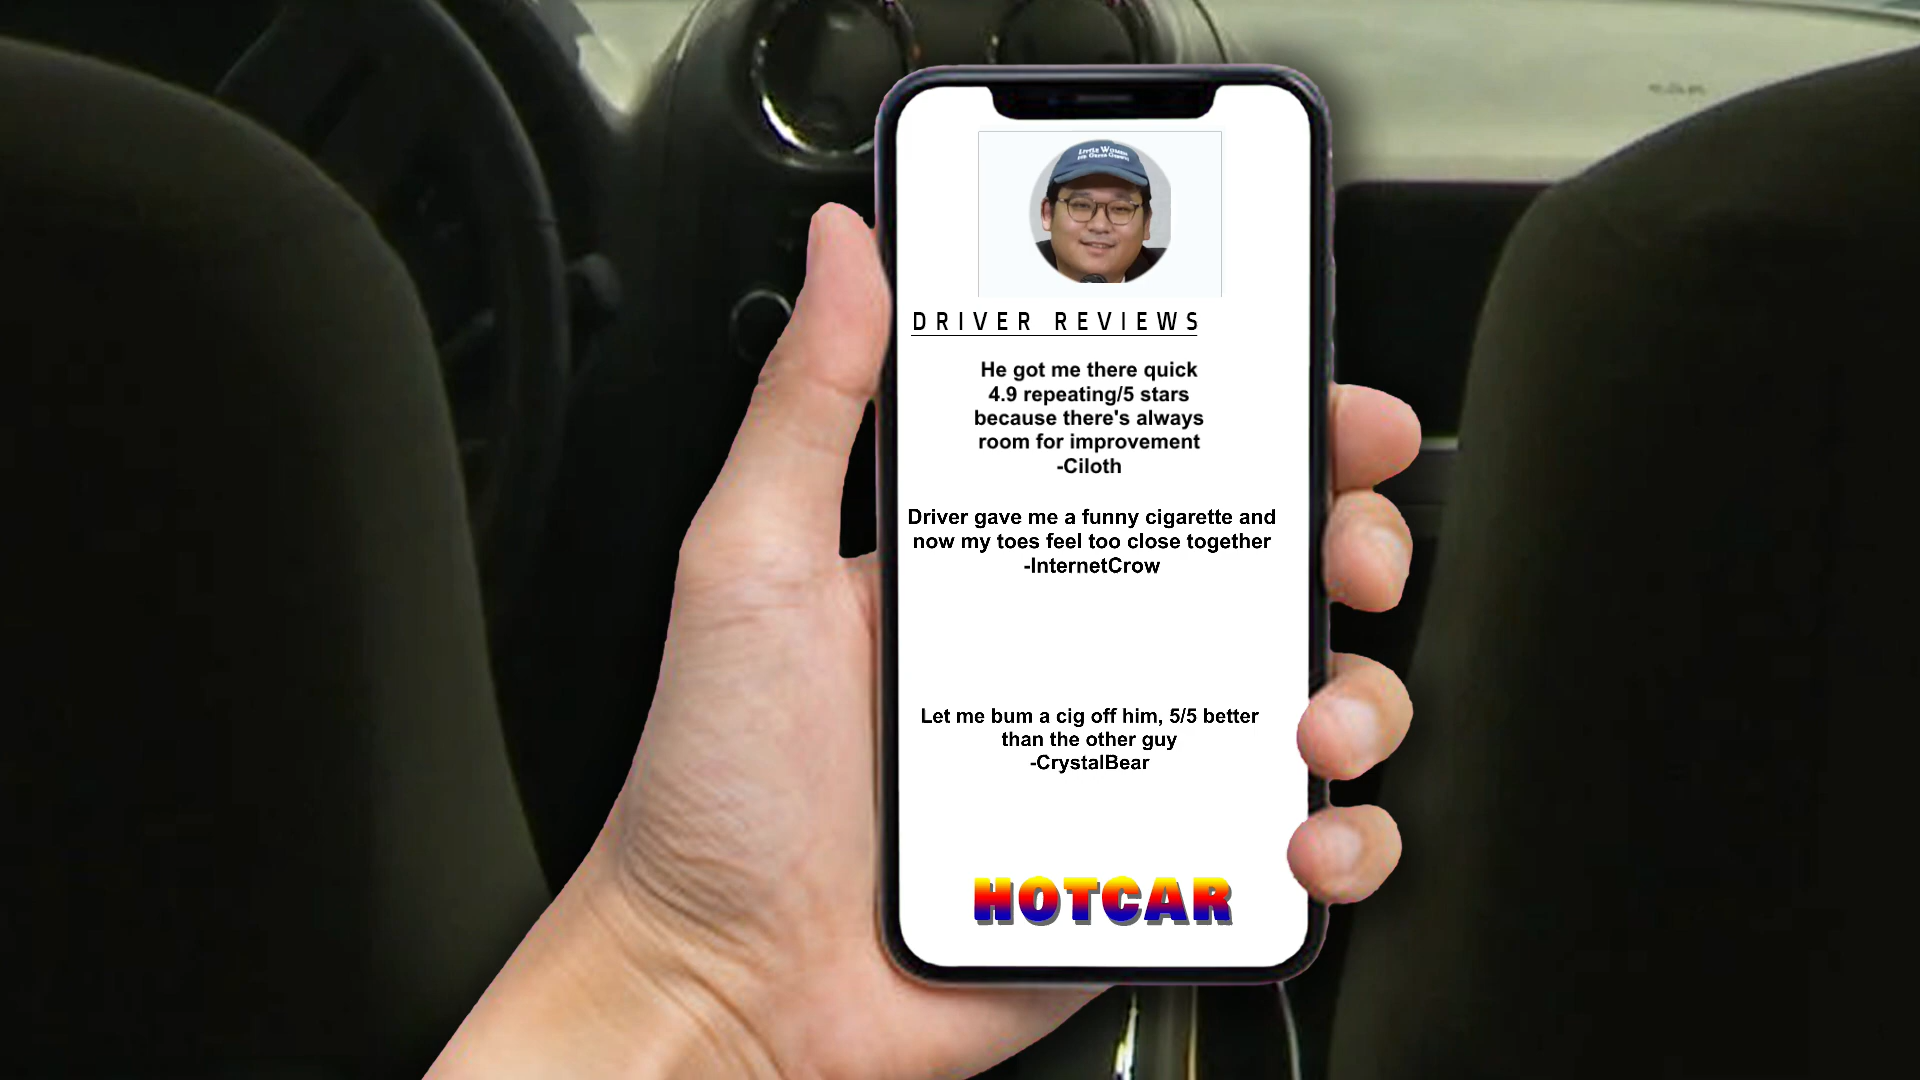 LITTLE WOMEN
DRIVER REVIEWS
He got me there quick
4.9 repeating/5 stars
because there's always
room for improvement
-Ciloth
Driver gave me a funny cigarette and
now my toes feel too close together
-InternetCrow
Let me bum a cig off him, 5/5 better
than the other guy
-CrystalBear
HOTCAR